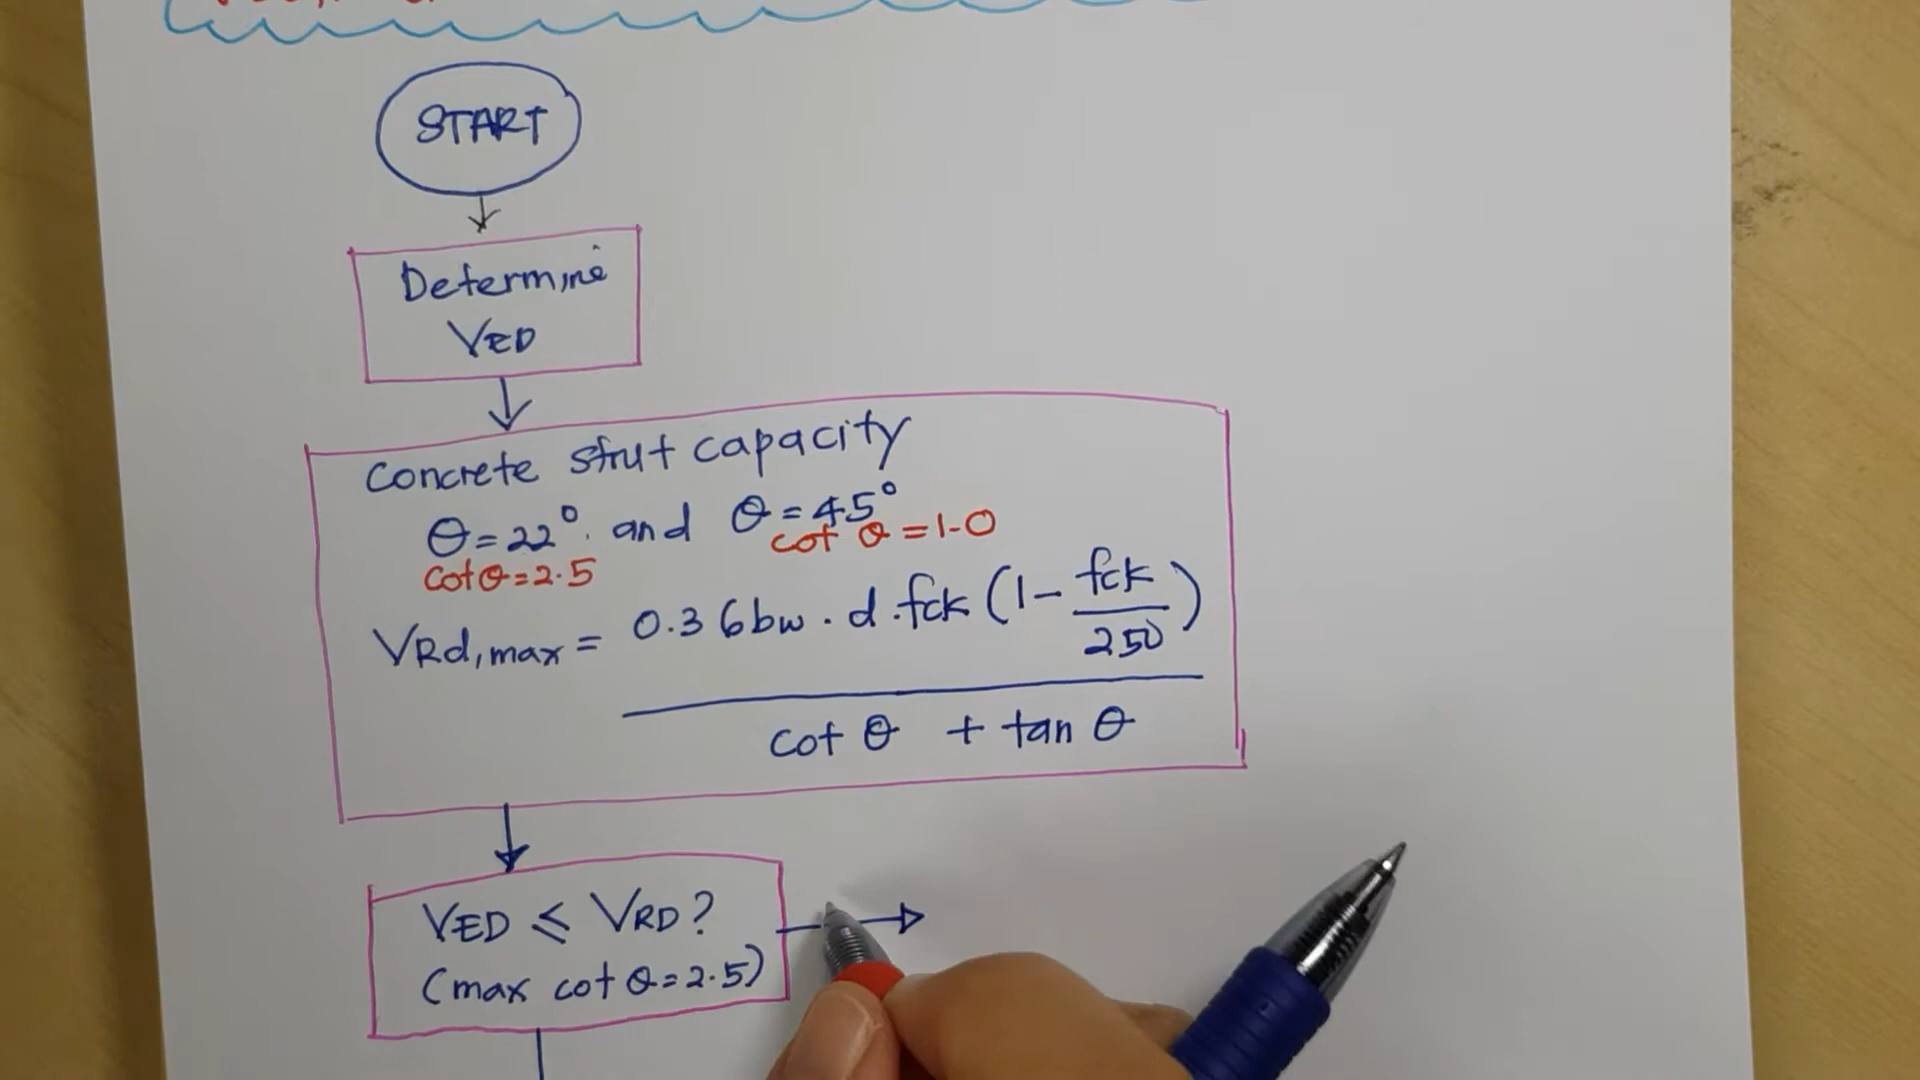 START
Determine
VED
Concrete strut capacity
θ=22° and θ=45°
cotθ=2.5 cot θ=1.0
VRd,max = 0.36bw . d .fck (1- fck/250)
cot θ + tan θ
VED ≤ VRD?
(max cot θ=2.5)